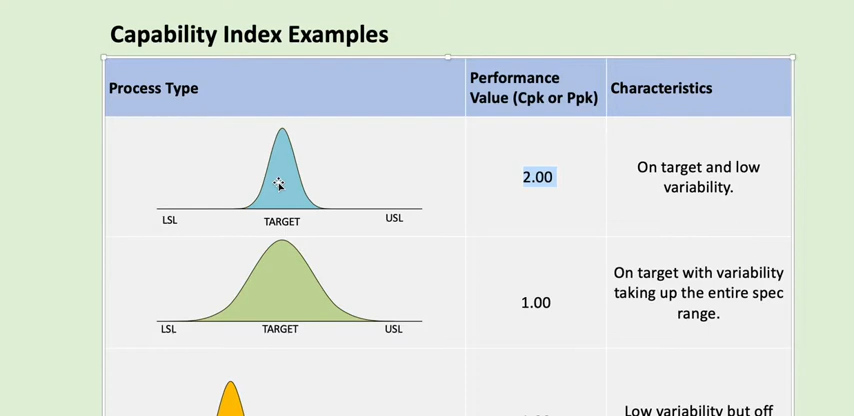 Capability Index Examples
Process Type
Performance
Value (Cpk or Ppk)
Characteristics
LSL
TARGET
USL
2.00
On target and low
variability.
LSL
TARGET
USL
1.00
On target with variability
taking up the entire spec
range.
Low variability but off